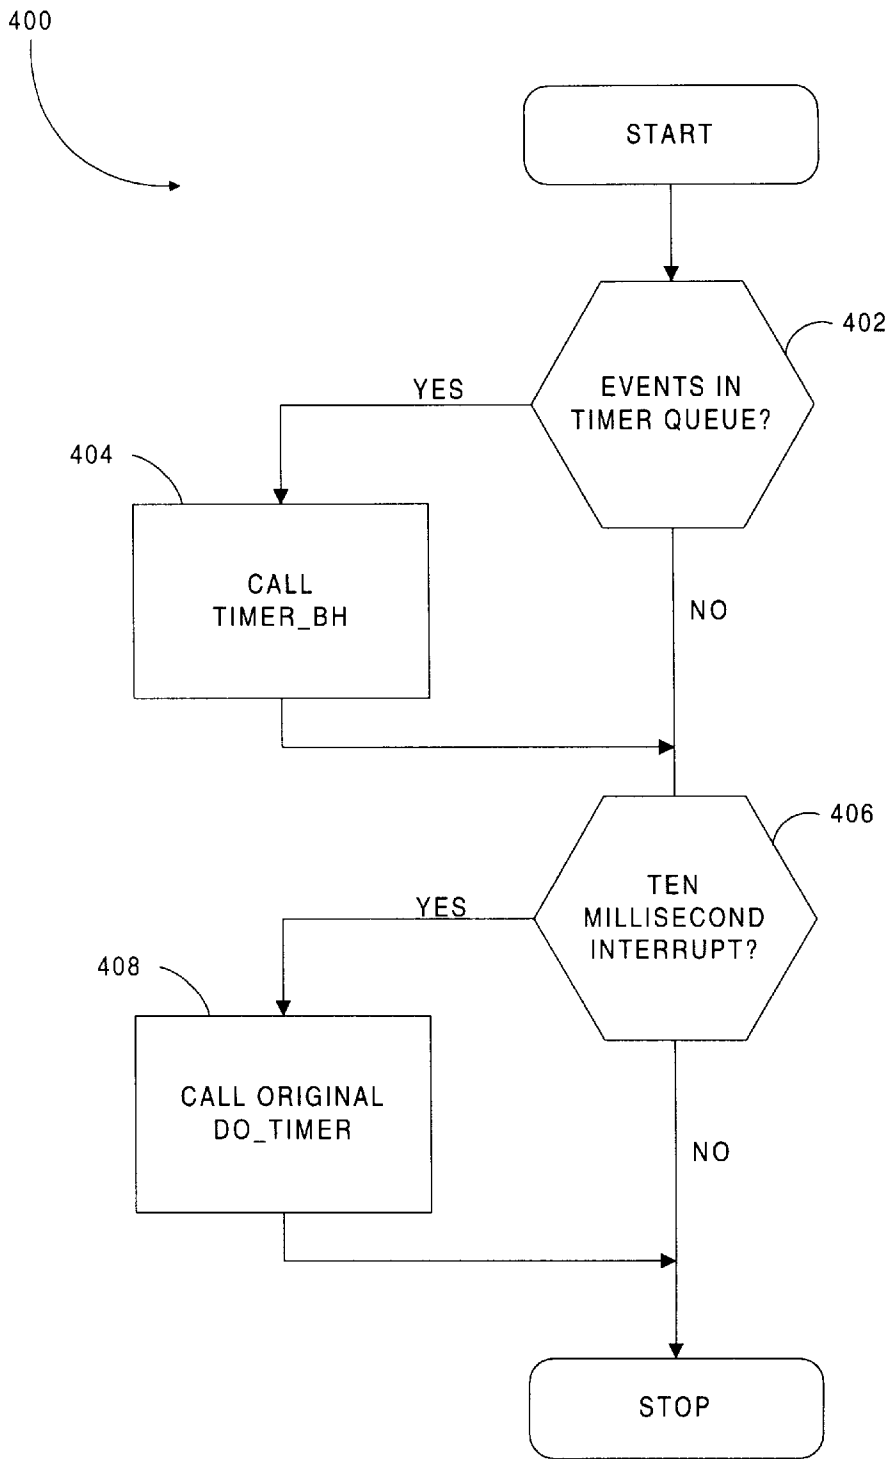 400
START
402
EVENTS IN
TIMER QUEUE?
YES
404
CALL
TIMER_BH
NO
406
TEN
MILLISECOND
INTERRUPT?
YES
408
CALL ORIGINAL
DO_TIMER
NO
STOP